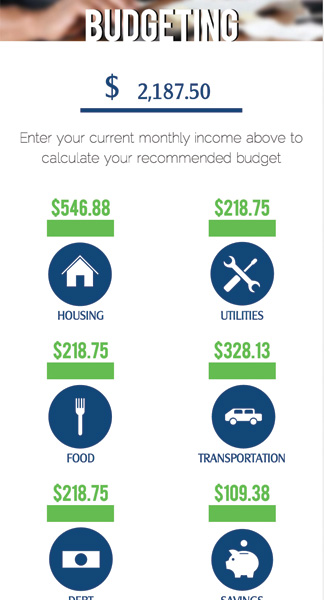 BUDGETING
$ 2,187.50
Enter your current monthly income above to
calculate your recommended budget
$546.88 $218.75
HOUSING UTILITIES
$218.75 $328.13
FOOD TRANSPORTATION
$218.75 $109.38
DEBT SAVINGS